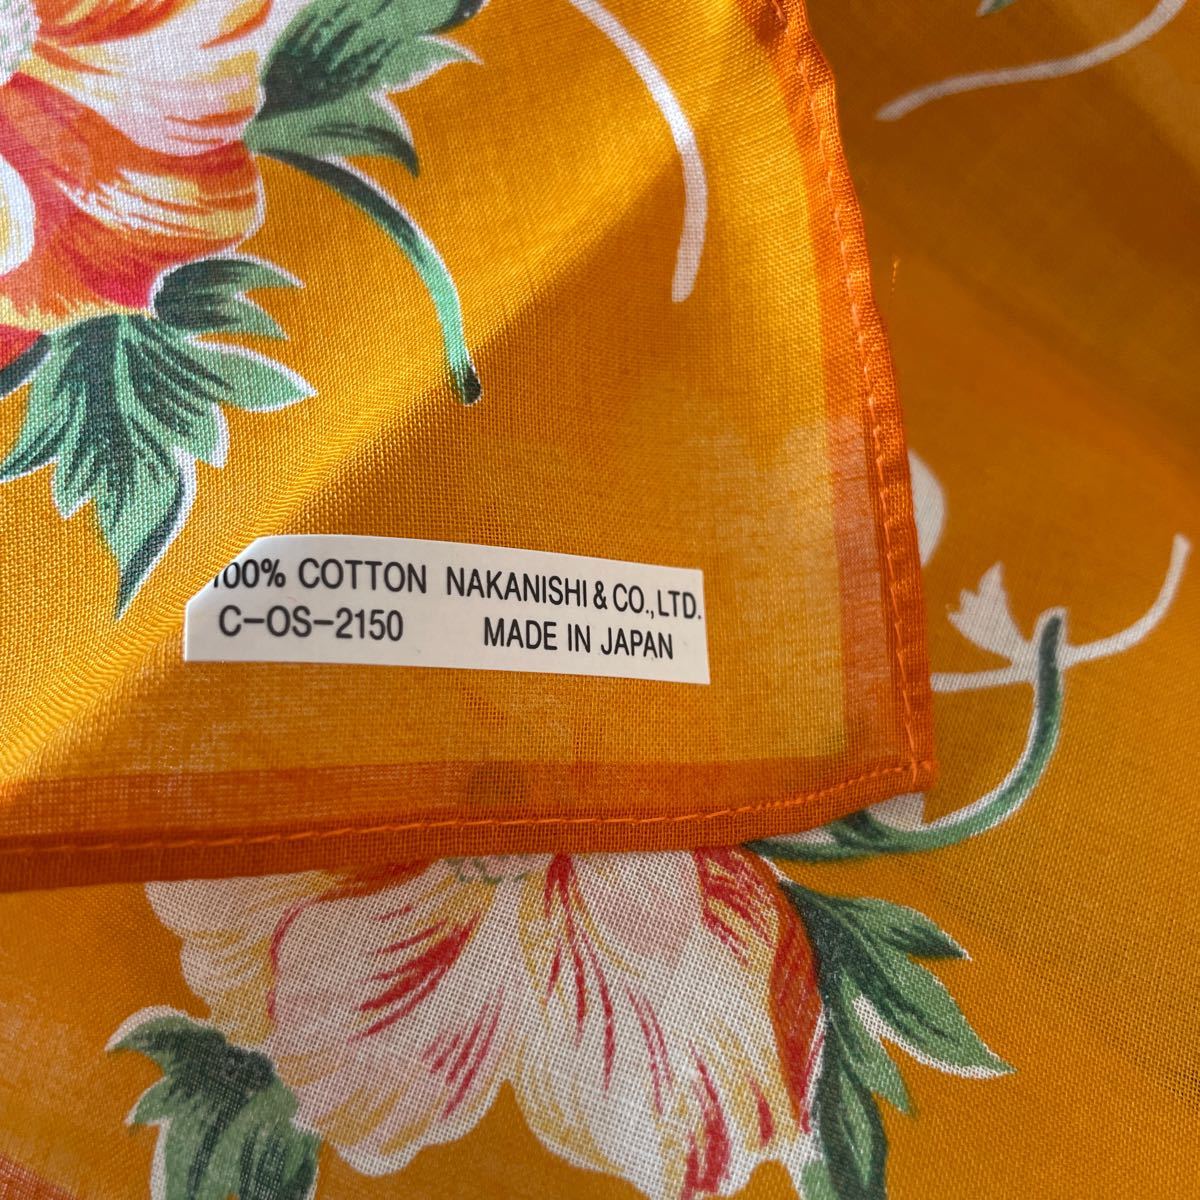 100% COTTON NAKANISHI & CO., LTD.
C-OS-2150 MADE IN JAPAN